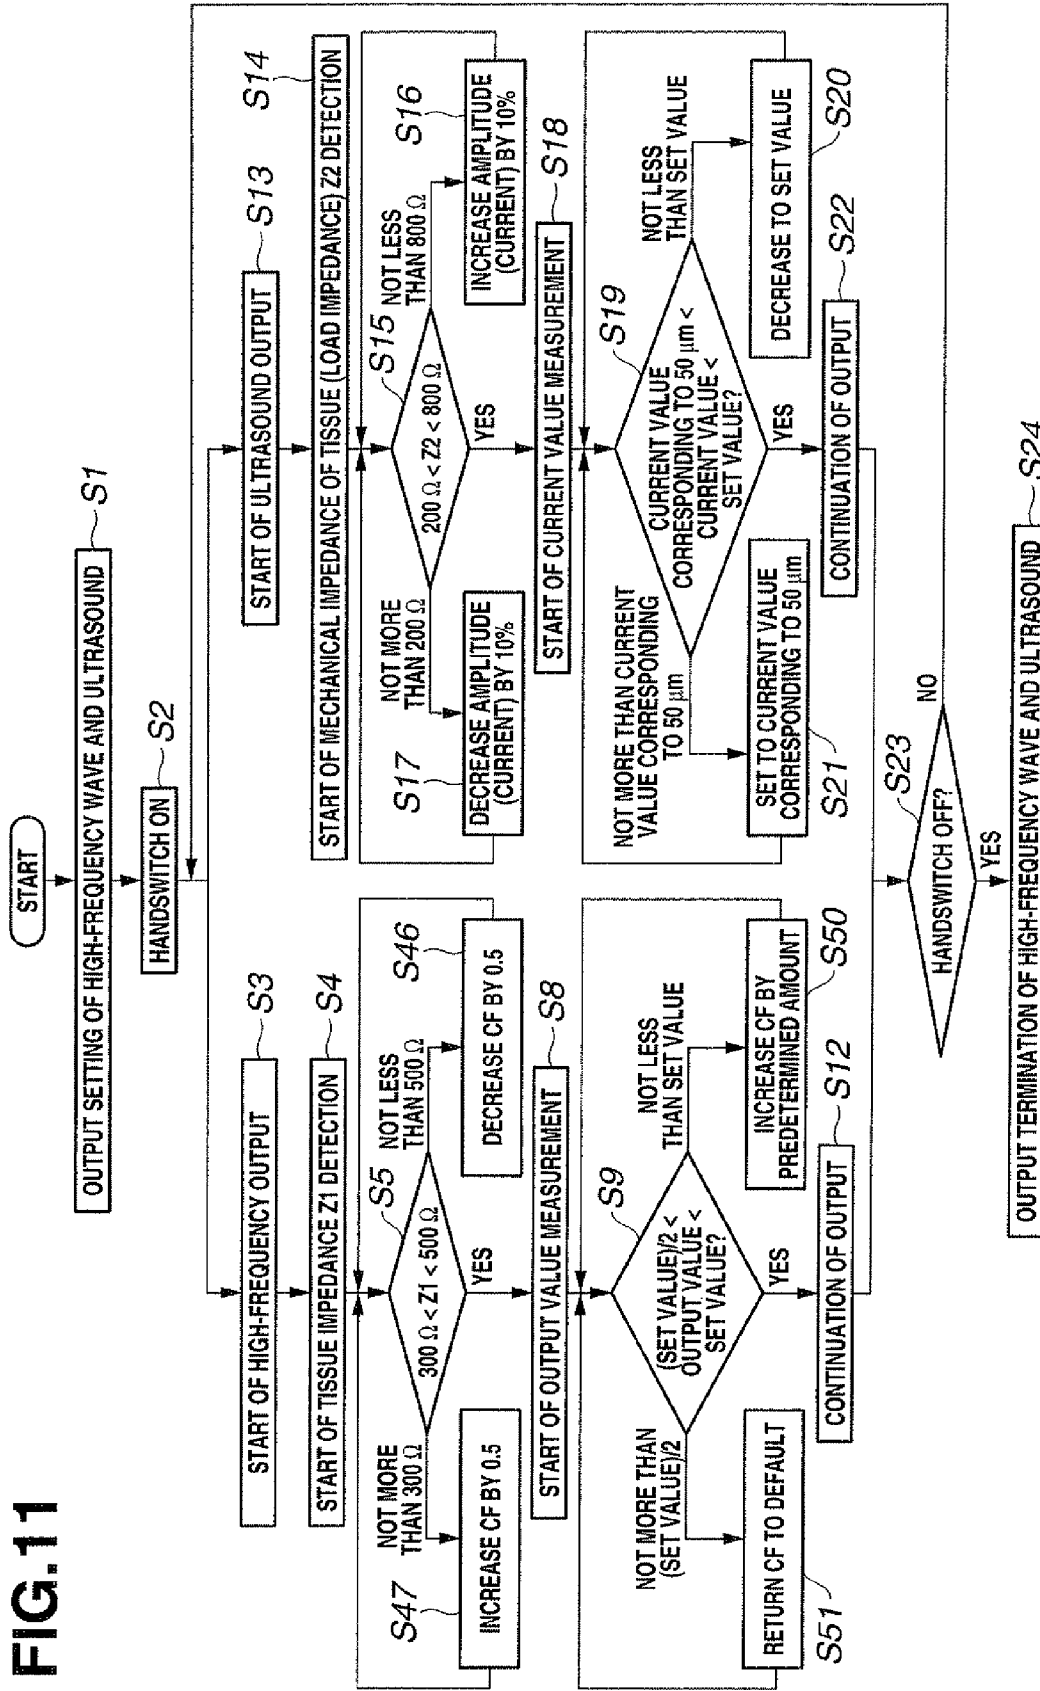 FIG.11
START
OUTPUT SETTING OF HIGH-FREQUENCY WAVE AND ULTRASOUND
S1
HANDSWITCH ON
S2
START OF HIGH-FREQUENCY OUTPUT
S3
START OF TISSUE IMPEDANCE Z1 DETECTION
S4
300 Ω < Z1 < 500 Ω
S5
NOT MORE
THAN 300 Ω
NOT LESS
THAN 500 Ω
YES
INCREASE CF BY 0.5
S47
DECREASE CF BY 0.5
S46
START OF OUTPUT VALUE MEASUREMENT
S8
(SET VALUE)/2 <
OUTPUT VALUE <
SET VALUE?
S9
NOT MORE THAN
(SET VALUE)/2
NOT LESS
THAN SET VALUE
YES
RETURN CF TO DEFAULT
S51
INCREASE CF BY
PREDETERMINED AMOUNT
S50
CONTINUATION OF OUTPUT
S12
START OF ULTRASOUND OUTPUT
S13
START OF MECHANICAL IMPEDANCE OF TISSUE (LOAD IMPEDANCE) Z2 DETECTION
S14
200 Ω < Z2 < 800 Ω
S15
NOT MORE
THAN 200 Ω
NOT LESS
THAN 800 Ω
YES
DECREASE AMPLITUDE
(CURRENT) BY 10%
S17
INCREASE AMPLITUDE
(CURRENT) BY 10%
S16
START OF CURRENT VALUE MEASUREMENT
S18
CURRENT VALUE
CORRESPONDING TO 50 μm <
CURRENT VALUE <
SET VALUE?
S19
NOT MORE THAN CURRENT
VALUE CORRESPONDING
TO 50 μm
NOT LESS
THAN SET VALUE
YES
SET TO CURRENT VALUE
CORRESPONDING TO 50 μm
S21
DECREASE TO SET VALUE
S20
CONTINUATION OF OUTPUT
S22
HANDSWITCH OFF?
S23
NO
YES
OUTPUT TERMINATION OF HIGH-FREQUENCY WAVE AND ULTRASOUND
S24